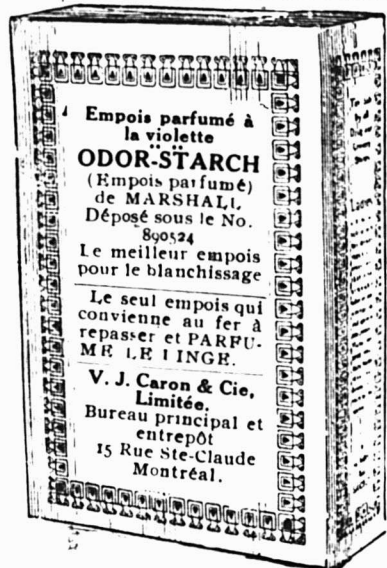 Empois parfumé à
la violette
ODOR-STARCH
(Empois parfumé)
de MARSHALL
Déposé sous le No.
890524
Le meilleur empois
pour le blanchissage
Le seul empois qui
convienne au fer à
repasser et PARFU-
ME LE LINGE.
V. J. Caron & Cie,
Limitée.
Bureau principal et
entrepôt
15 Rue Ste-Claude
Montréal.